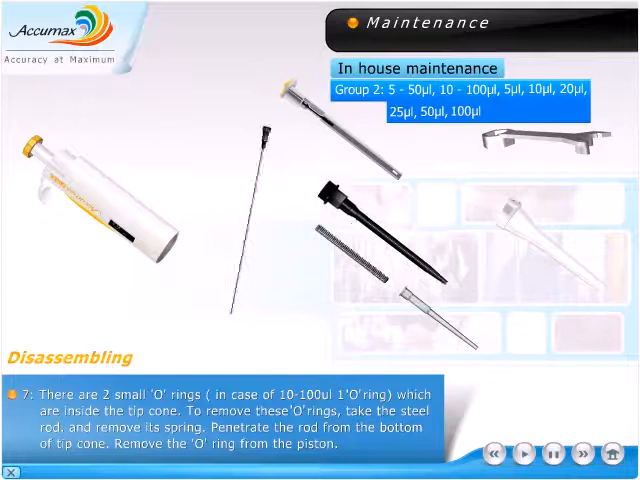 Accumax
Accuracy at Maximum
Maintenance
In house maintenance
Group 2: 5 - 50µl, 10 - 100µl, 5µl, 10µl, 20µl,
25µl, 50µl, 100µl
Disassembling
7: There are 2 small 'O' rings ( in case of 10-100ul 1'O'ring) which
are inside the tip cone. To remove these'O'rings, take the steel
rod, and remove its spring. Penetrate the rod from the bottom
of tip cone. Remove the 'O' ring from the piston.